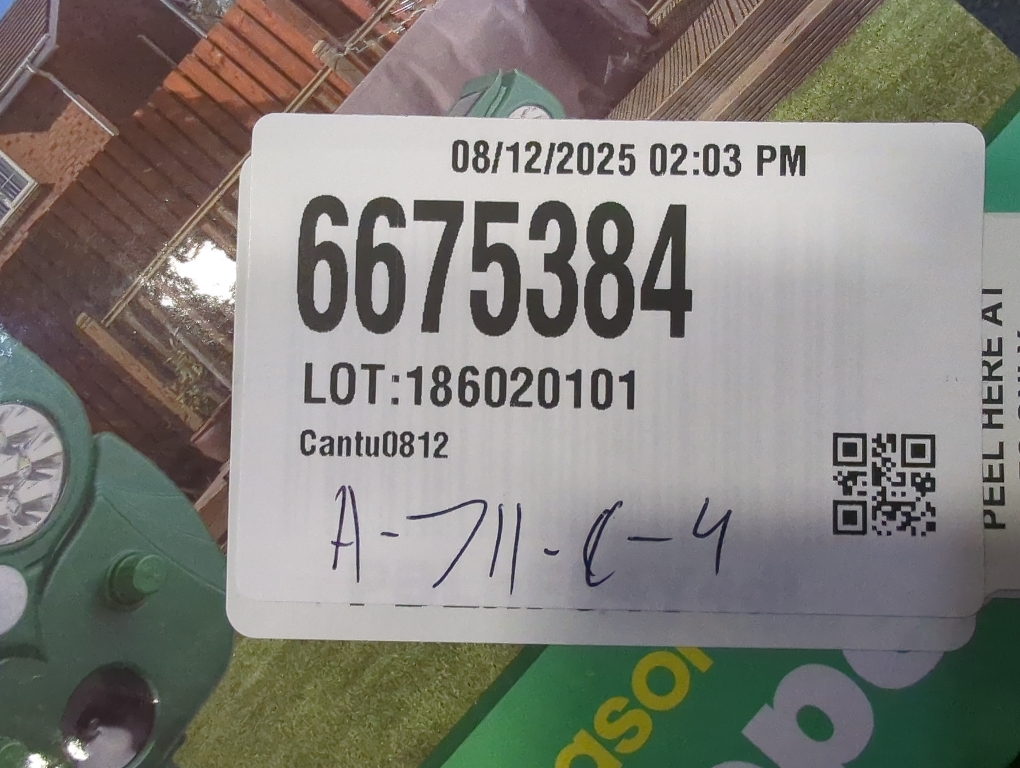 08/12/2025 02:03 PM
6675384
LOT:186020101
Cantu0812
A-711-C-4
PEEL HERE AT